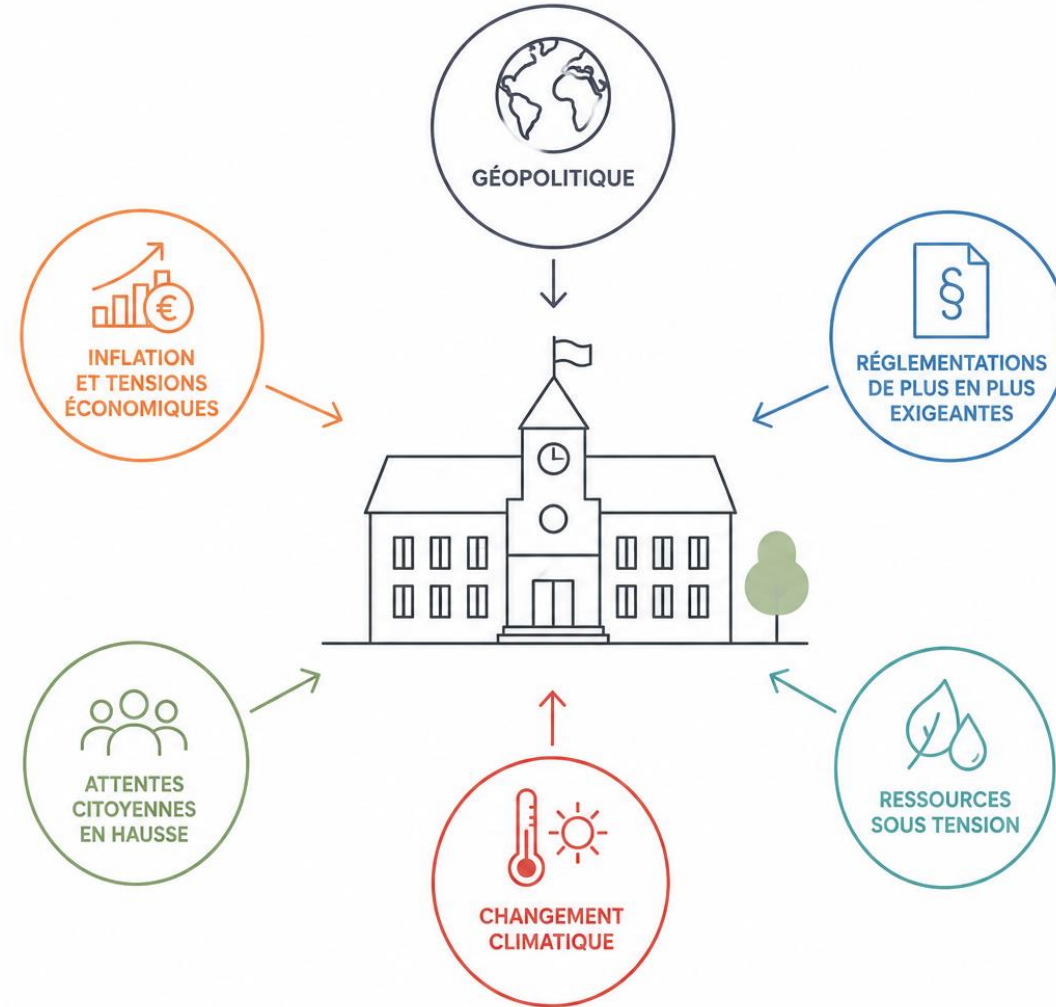 GÉOPOLITIQUE
INFLATION
ET TENSIONS
ÉCONOMIQUES
€
§
RÉGLEMENTATIONS
DE PLUS EN PLUS
EXIGEANTES
ATTENTES
CITOYENNES
EN HAUSSE
CHANGEMENT
CLIMATIQUE
RESSOURCES
SOUS TENSION